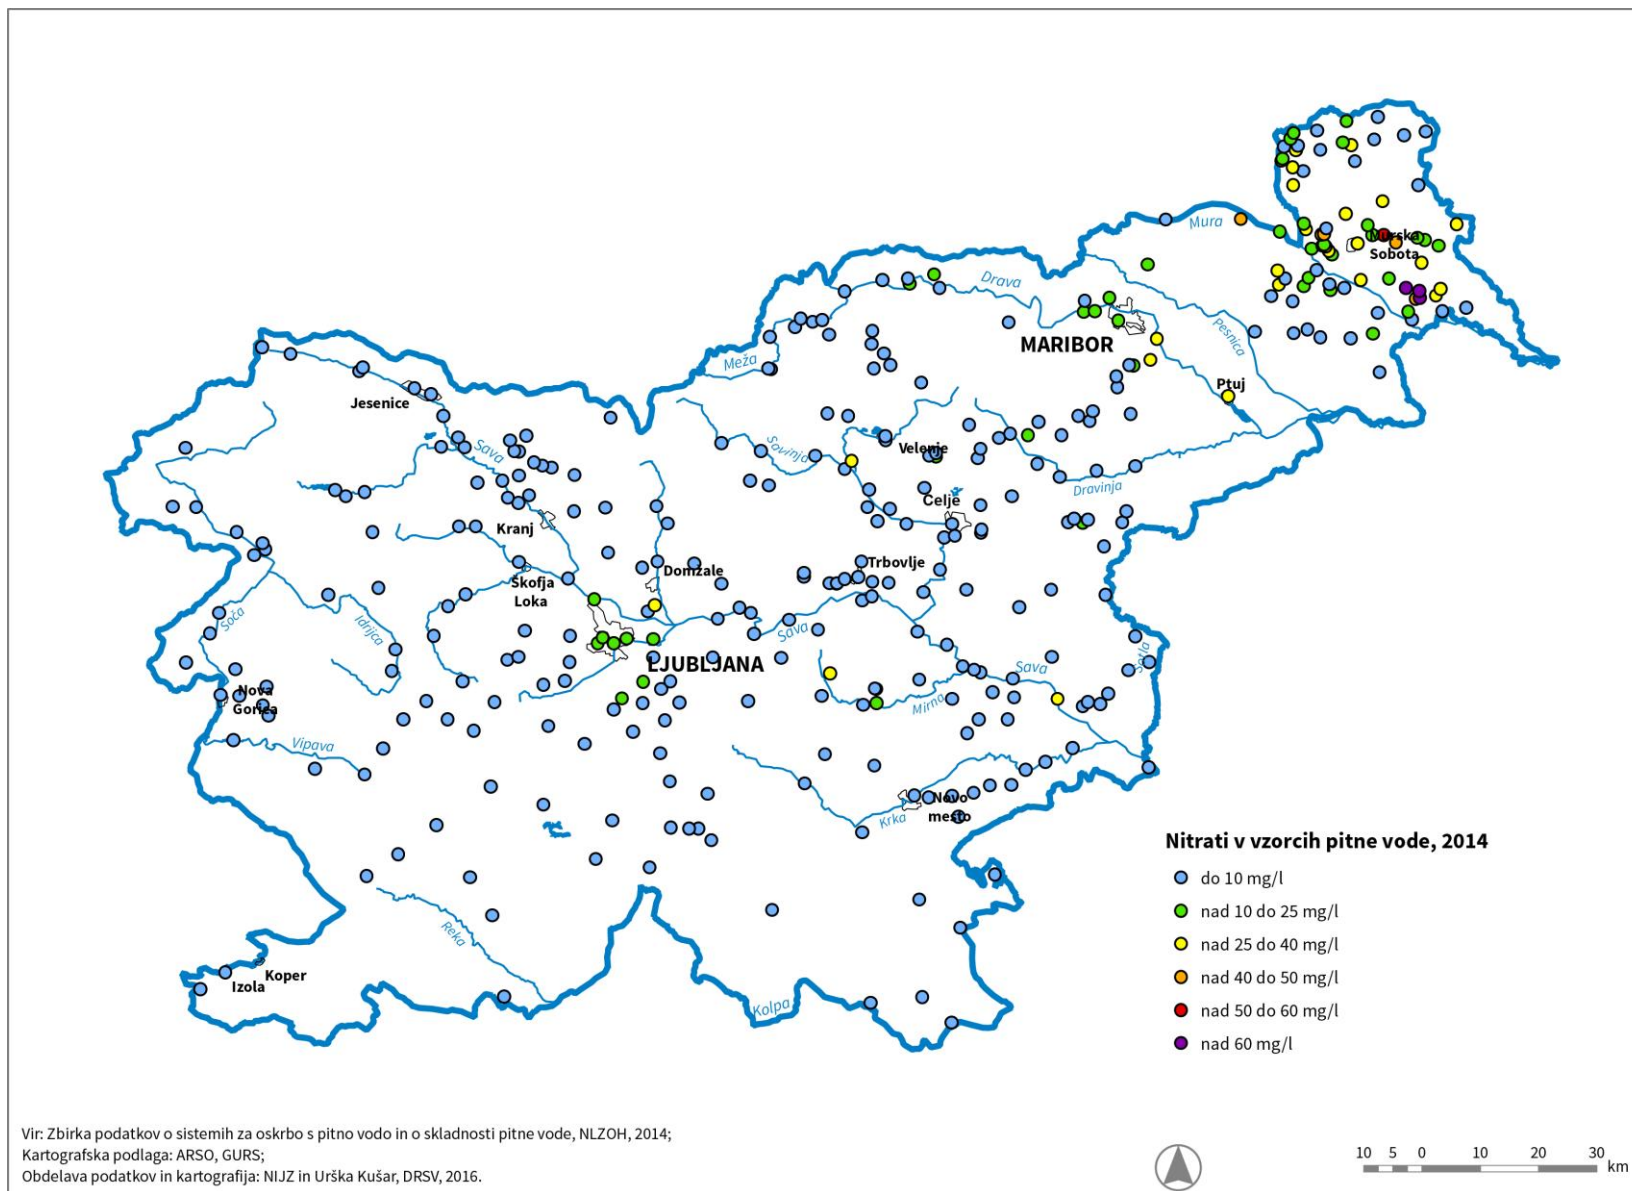 Mura
Murska
Sobota
Drava
MARIBOR
Pesnica
Meža
Ptuj
Jesenice
Sava
Savinja
Velenje
Dravinja
Celje
Kranj
Trbovlje
Domžale
Škofja
Loka
Soča
Idrijca
Sava
LJUBLJANA
Sotla
Sava
Nova
Gorica
Mirna
Vipava
Novo
mesto
Krka
Reka
Koper
Izola
Kolpa
Nitrati v vzorcih pitne vode, 2014
do 10 mg/l
nad 10 do 25 mg/l
nad 25 do 40 mg/l
nad 40 do 50 mg/l
nad 50 do 60 mg/l
nad 60 mg/l
Vir: Zbirka podatkov o sistemih za oskrbo s pitno vodo in o skladnosti pitne vode, NLZOH, 2014;
Kartografska podlaga: ARSO, GURS;
Obdelava podatkov in kartografija: NIJZ in Urška Kušar, DRSV, 2016.
10 5 0 10 20 30
km